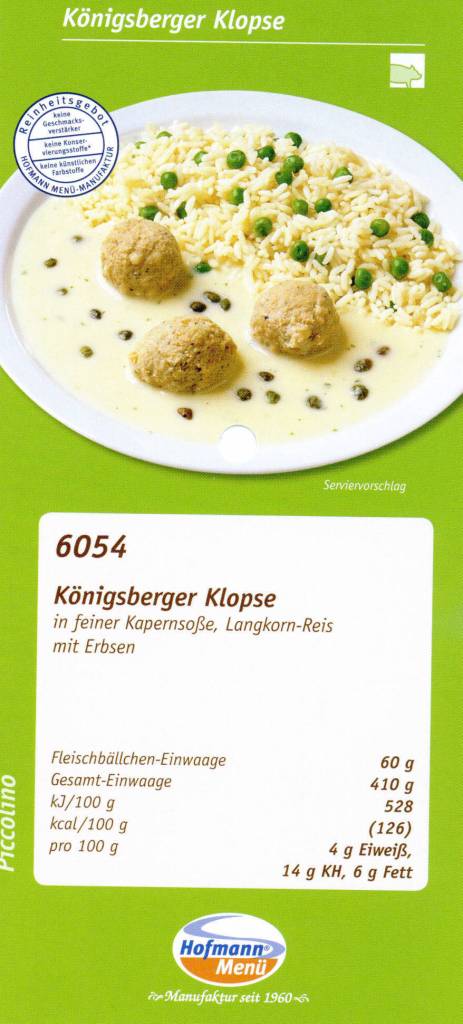 Königsberger Klopse
Reinheitsgebot
keine
Geschmacks-
verstärker
keine Konser-
vierungsstoffe*
keine künstlichen
Farbstoffe
HOFMANN MENÜ-MANUFAKTUR
Serviervorschlag
6054
Königsberger Klopse
in feiner Kapernsoße, Langkorn-Reis
mit Erbsen
Fleischbällchen-Einwaage 60 g
Gesamt-Einwaage 410 g
kJ/100 g 528
kcal/100 g (126)
pro 100 g 4 g Eiweiß,
14 g KH, 6 g Fett
Piccolino
Hofmann®
Menü
Manufaktur seit 1960